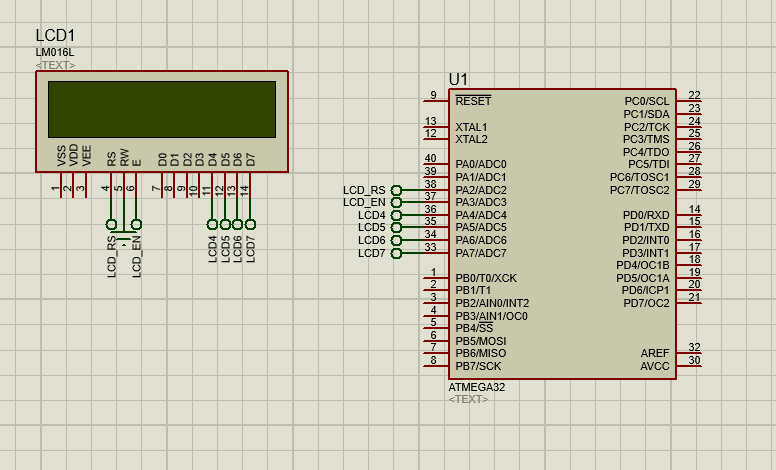 LCD1
LM016L
<TEXT>
VSS VDD VEE RS RW E D0 D1 D2 D3 D4 D5 D6 D7
1 2 3 4 5 6 7 8 9 10 11 12 13 14
LCD_RS LCD_EN LCD4 LCD5 LCD6 LCD7
U1
9 RESET PC0/SCL 22
PC1/SDA 23
13 XTAL1 PC2/TCK 24
12 XTAL2 PC3/TMS 25
PC4/TDO 26
40 PA0/ADC0 PC5/TDI 27
39 PA1/ADC1 PC6/TOSC1 28
LCD_RS 38 PA2/ADC2 PC7/TOSC2 29
LCD_EN 37 PA3/ADC3
LCD4 36 PA4/ADC4 PD0/RXD 14
LCD5 35 PA5/ADC5 PD1/TXD 15
LCD6 34 PA6/ADC6 PD2/INT0 16
LCD7 33 PA7/ADC7 PD3/INT1 17
PD4/OC1B 18
1 PB0/T0/XCK PD5/OC1A 19
2 PB1/T1 PD6/ICP1 20
3 PB2/AIN0/INT2 PD7/OC2 21
4 PB3/AIN1/OC0
5 PB4/SS
6 PB5/MOSI
7 PB6/MISO AREF 32
8 PB7/SCK AVCC 30
ATMEGA32
<TEXT>